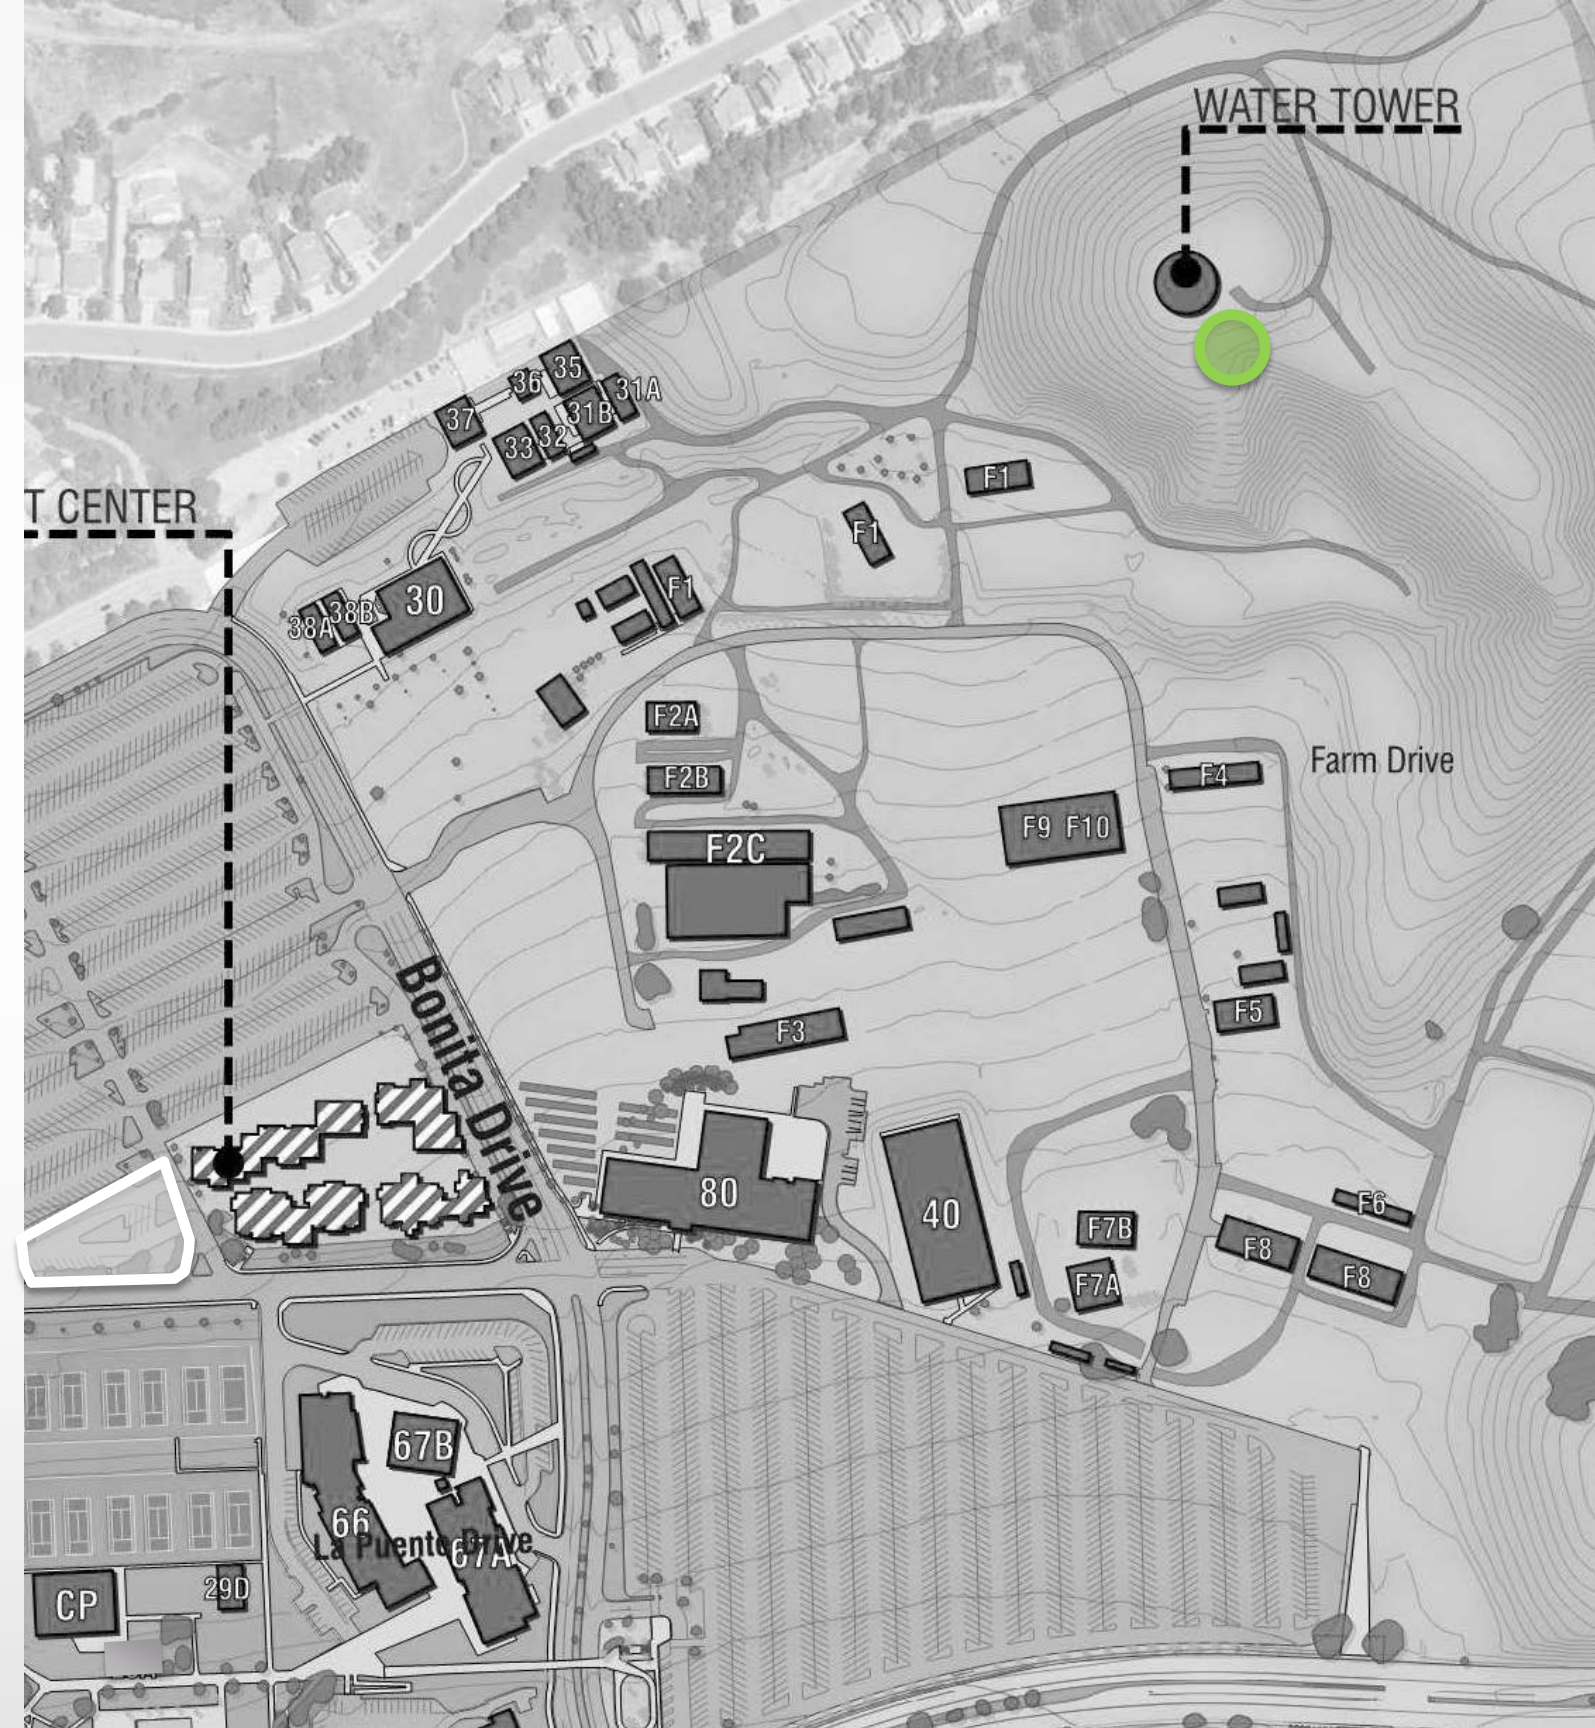 WATER TOWER
35
36
31A
37
31B
32
33
T CENTER
F1
F1
F1
30
38B
38A
F2A
F2B
F2C
Farm Drive
F4
F9 F10
F5
F3
Bonita Drive
80
40
F6
F7B
F8
F8
F7A
67B
66
La Puente Drive
67A
CP
29D